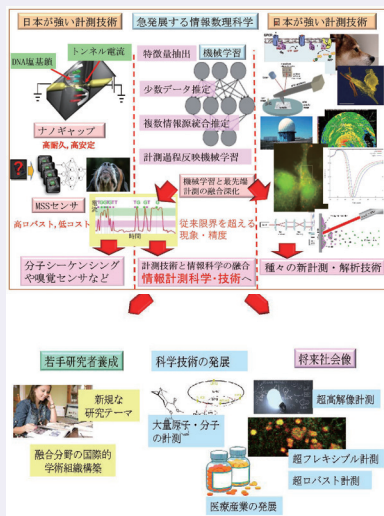 日本が強い計測技術
急発展する情報数理科学
日本が強い計測技術
トンネル電流
DNA塩基鎖
ナノギャップ
高耐久, 高安定
?
MSSセンサ
高ロバスト, 低コスト
分子シーケンシング
や嗅覚センサなど
特徴量抽出
機械学習
少数データ推定
複数情報源統合推定
計測過程反映機械学習
機械学習と最先端
計測の融合深化
時間
従来限界を超える
現象・精度
計測技術と情報科学の融合
情報計測科学・技術へ
種々の新計測・解析技術
若手研究者養成
新規な
研究テーマ
融合分野の国際的
学術組織構築
科学技術の発展
大量原子・分子
の計測
医療産業の発展
将来社会像
超高解像計測
超フレキシブル計測
超ロバスト計測